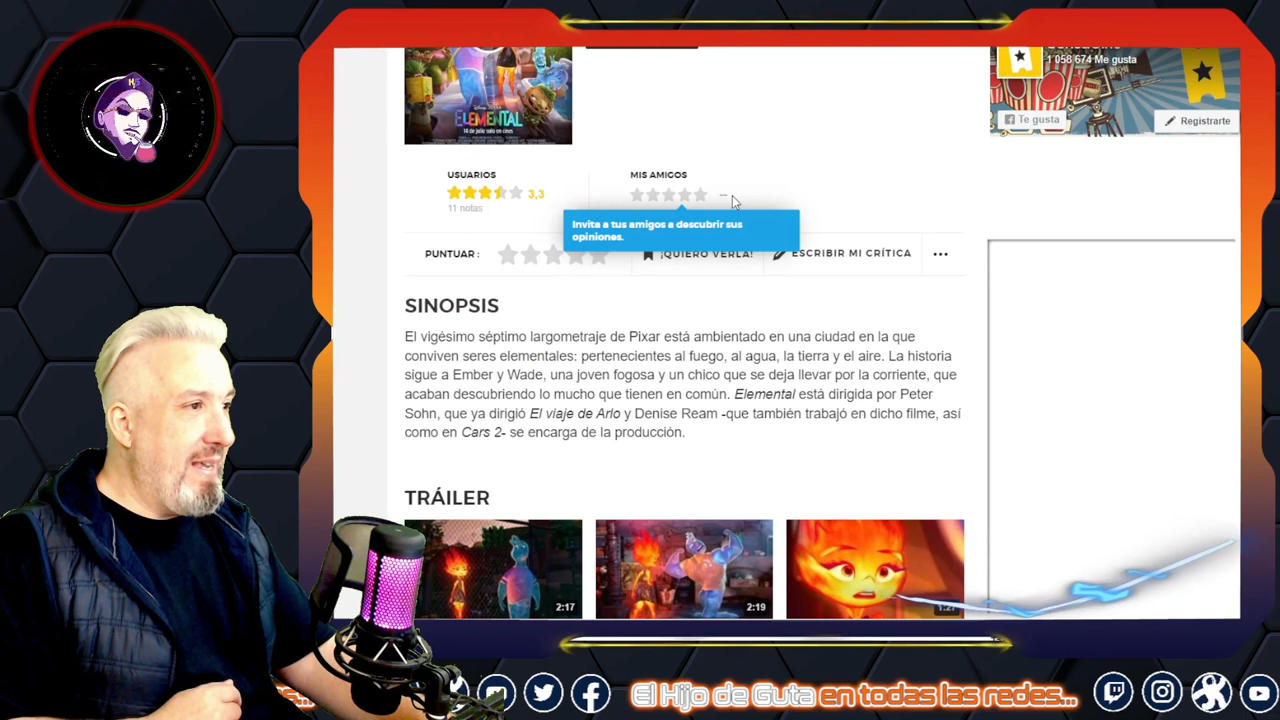 1 058 674 Me gusta
Te gusta
Registrarte
ELEMENTAL
14 de julio solo en cines
USUARIOS
3,3
11 notas
MIS AMIGOS
--
Invita a tus amigos a descubrir sus
opiniones.
PUNTUAR :
¡QUIERO VERLA!
ESCRIBIR MI CRÍTICA
...
SINOPSIS
El vigésimo séptimo largometraje de Pixar está ambientado en una ciudad en la que
conviven seres elementales: pertenecientes al fuego, al agua, la tierra y el aire. La historia
sigue a Ember y Wade, una joven fogosa y un chico que se deja llevar por la corriente, que
acaban descubriendo lo mucho que tienen en común. Elemental está dirigida por Peter
Sohn, que ya dirigió El viaje de Arlo y Denise Ream -que también trabajó en dicho filme, así
como en Cars 2- se encarga de la producción.
TRÁILER
2:17
2:19
El Hijo de Guta en todas las redes...